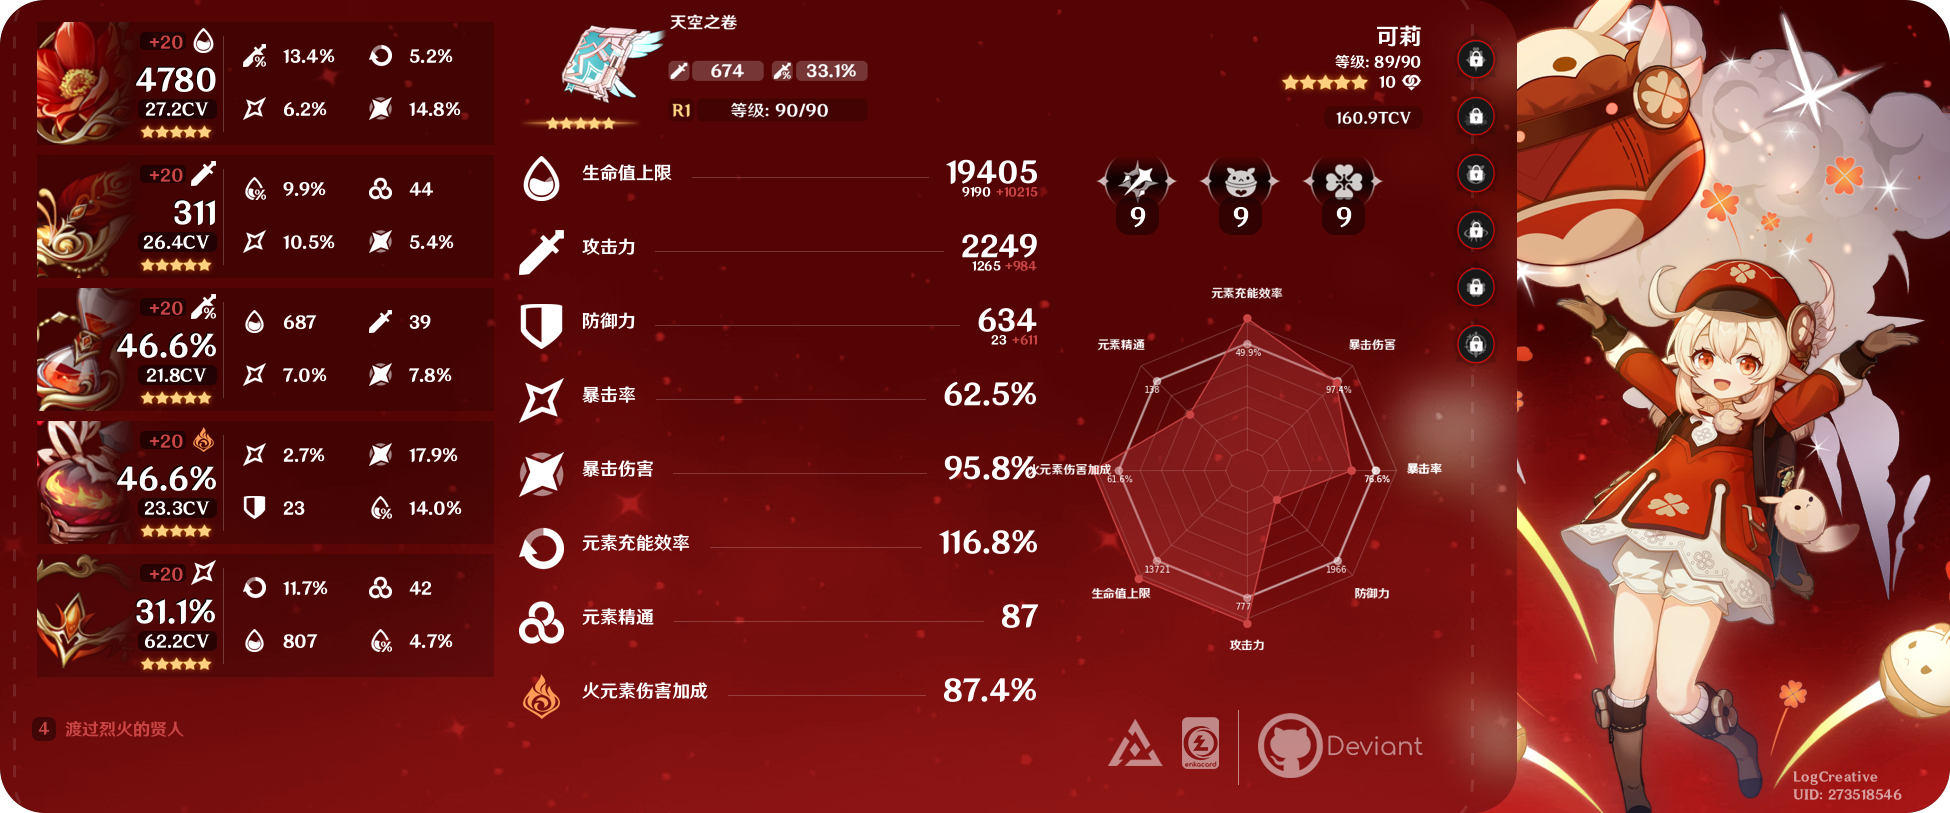 +20
4780
27.2CV
13.4% 5.2%
6.2% 14.8%
+20
311
26.4CV
9.9% 44
10.5% 5.4%
+20
46.6%
21.8CV
687 39
7.0% 7.8%
+20
46.6%
23.3CV
2.7% 17.9%
23 14.0%
+20
31.1%
62.2CV
11.7% 42
807 4.7%
4 渡过烈火的贤人
天空之卷
674 33.1%
R1 等级: 90/90
生命值上限 19405
9190 +10215
攻击力 2249
1265 +984
防御力 634
23 +611
暴击率 62.5%
暴击伤害 95.8%
元素充能效率 116.8%
元素精通 87
火元素伤害加成 87.4%
可莉
等级: 89/90
10
160.9TCV
9 9 9
元素充能效率
49.9%
元素精通
138
暴击伤害
97.4%
火元素伤害加成
61.6%
暴击率
76.6%
生命值上限
13721
防御力
1966
攻击力
777
enkacard
Deviant
LogCreative
UID: 273518546